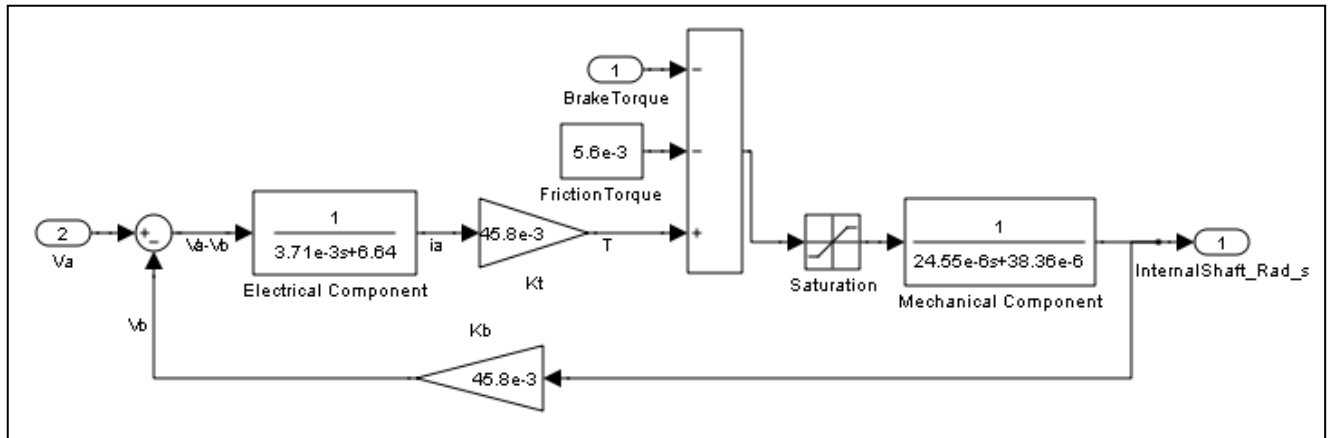 1
BrakeTorque
5.6e-3
FrictionTorque
2
Va
+
−
Va-Vb
1
3.71e-3s+6.64
Electrical Component
ia
45.8e-3
Kt
T
−
−
+
Saturation
1
24.55e-6s+38.36e-6
Mechanical Component
1
InternalShaft_Rad_s
Vb
Kb
45.8e-3